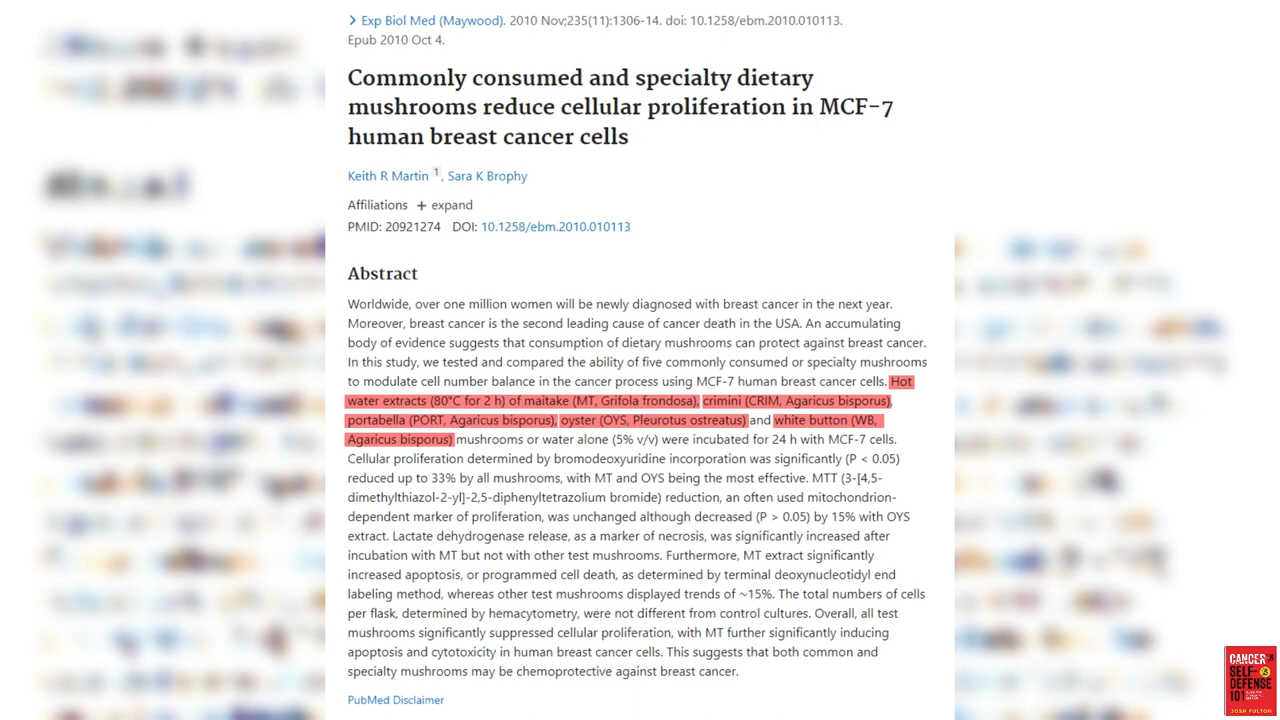 Exp Biol Med (Maywood). 2010 Nov;235(11):1306-14. doi: 10.1258/ebm.2010.010113.
Epub 2010 Oct 4.
Commonly consumed and specialty dietary
mushrooms reduce cellular proliferation in MCF-7
human breast cancer cells
Keith R Martin 1, Sara K Brophy
Affiliations + expand
PMID: 20921274 DOI: 10.1258/ebm.2010.010113
Abstract
Worldwide, over one million women will be newly diagnosed with breast cancer in the next year.
Moreover, breast cancer is the second leading cause of cancer death in the USA. An accumulating
body of evidence suggests that consumption of dietary mushrooms can protect against breast cancer.
In this study, we tested and compared the ability of five commonly consumed or specialty mushrooms
to modulate cell number balance in the cancer process using MCF-7 human breast cancer cells. Hot
water extracts (80°C for 2 h) of maitake (MT, Grifola frondosa), crimini (CRIM, Agaricus bisporus),
portabella (PORT, Agaricus bisporus), oyster (OYS, Pleurotus ostreatus) and white button (WB,
Agaricus bisporus) mushrooms or water alone (5% v/v) were incubated for 24 h with MCF-7 cells.
Cellular proliferation determined by bromodeoxyuridine incorporation was significantly (P < 0.05)
reduced up to 33% by all mushrooms, with MT and OYS being the most effective. MTT (3-[4,5-
dimethylthiazol-2-yl]-2,5-diphenyltetrazolium bromide) reduction, an often used mitochondrion-
dependent marker of proliferation, was unchanged although decreased (P > 0.05) by 15% with OYS
extract. Lactate dehydrogenase release, as a marker of necrosis, was significantly increased after
incubation with MT but not with other test mushrooms. Furthermore, MT extract significantly
increased apoptosis, or programmed cell death, as determined by terminal deoxynucleotidyl end
labeling method, whereas other test mushrooms displayed trends of ~15%. The total numbers of cells
per flask, determined by hemacytometry, were not different from control cultures. Overall, all test
mushrooms significantly suppressed cellular proliferation, with MT further significantly inducing
apoptosis and cytotoxicity in human breast cancer cells. This suggests that both common and
specialty mushrooms may be chemoprotective against breast cancer.
PubMed Disclaimer
CANCER
SELF-
DEFENSE
101
JOSH FULTON